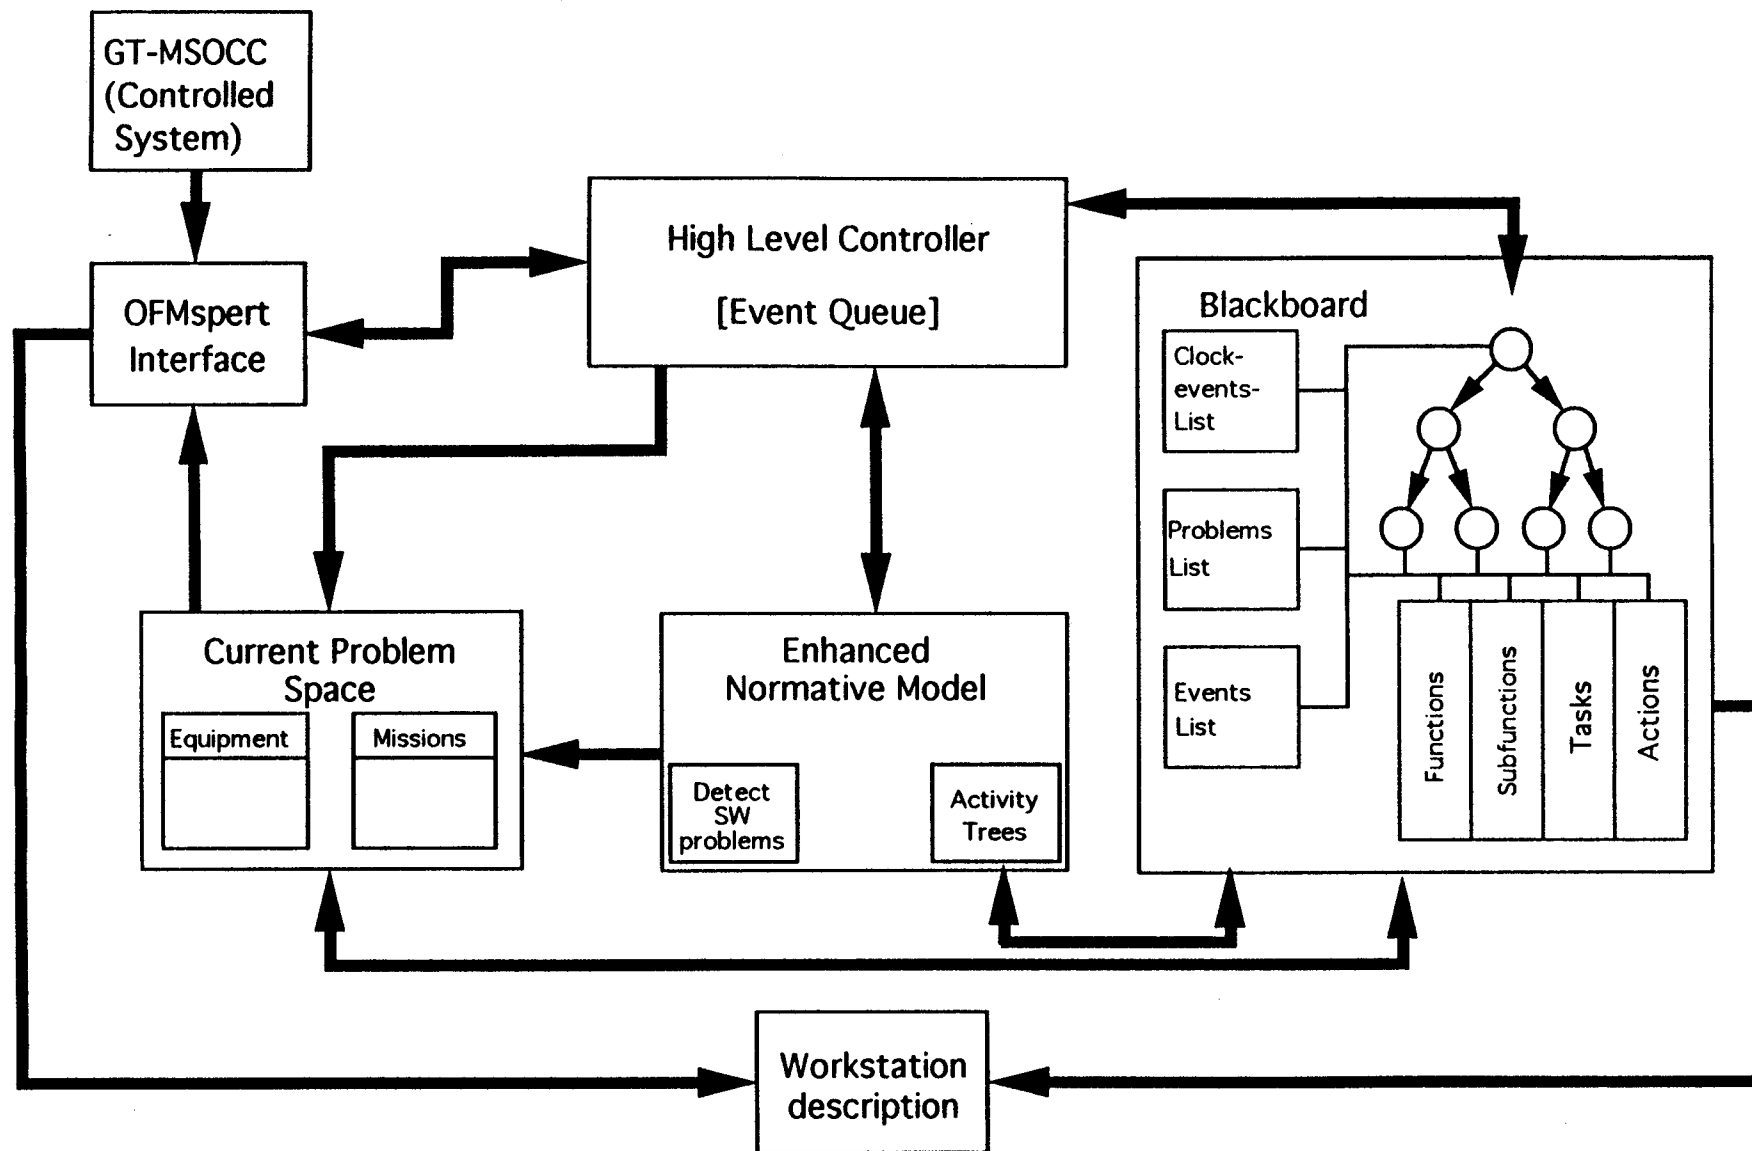 GT-MSOCC
(Controlled
System)
OFMspert
Interface
High Level Controller
[Event Queue]
Blackboard
Clock-
events-
List
Problems
List
Events
List
Functions
Subfunctions
Tasks
Actions
Current Problem
Space
Equipment
Missions
Enhanced
Normative Model
Detect
SW
problems
Activity
Trees
Workstation
description